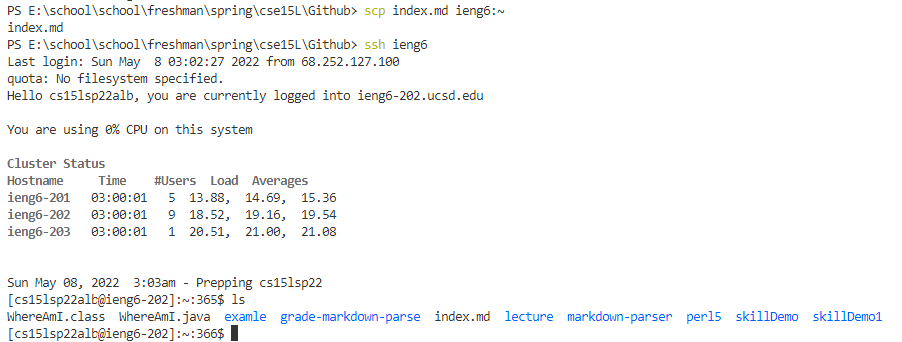 PS E:\school\school\freshman\spring\cse15L\Github> scp index.md ieng6:~
index.md
PS E:\school\school\freshman\spring\cse15L\Github> ssh ieng6
Last login: Sun May  8 03:02:27 2022 from 68.252.127.100
quota: No filesystem specified.
Hello cs15lsp22alb, you are currently logged into ieng6-202.ucsd.edu
You are using 0% CPU on this system
Cluster Status
Hostname     Time    #Users  Load  Averages
ieng6-201   03:00:01   5  13.88,  14.69,  15.36
ieng6-202   03:00:01   9  18.52,  19.16,  19.54
ieng6-203   03:00:01   1  20.51,  21.00,  21.08
Sun May 08, 2022  3:03am - Prepping cs15lsp22
[cs15lsp22alb@ieng6-202]:~:365$ ls
WhereAmI.class  WhereAmI.java  examle  grade-markdown-parse  index.md  lecture  markdown-parser  perl5  skillDemo  skillDemo1
[cs15lsp22alb@ieng6-202]:~:366$